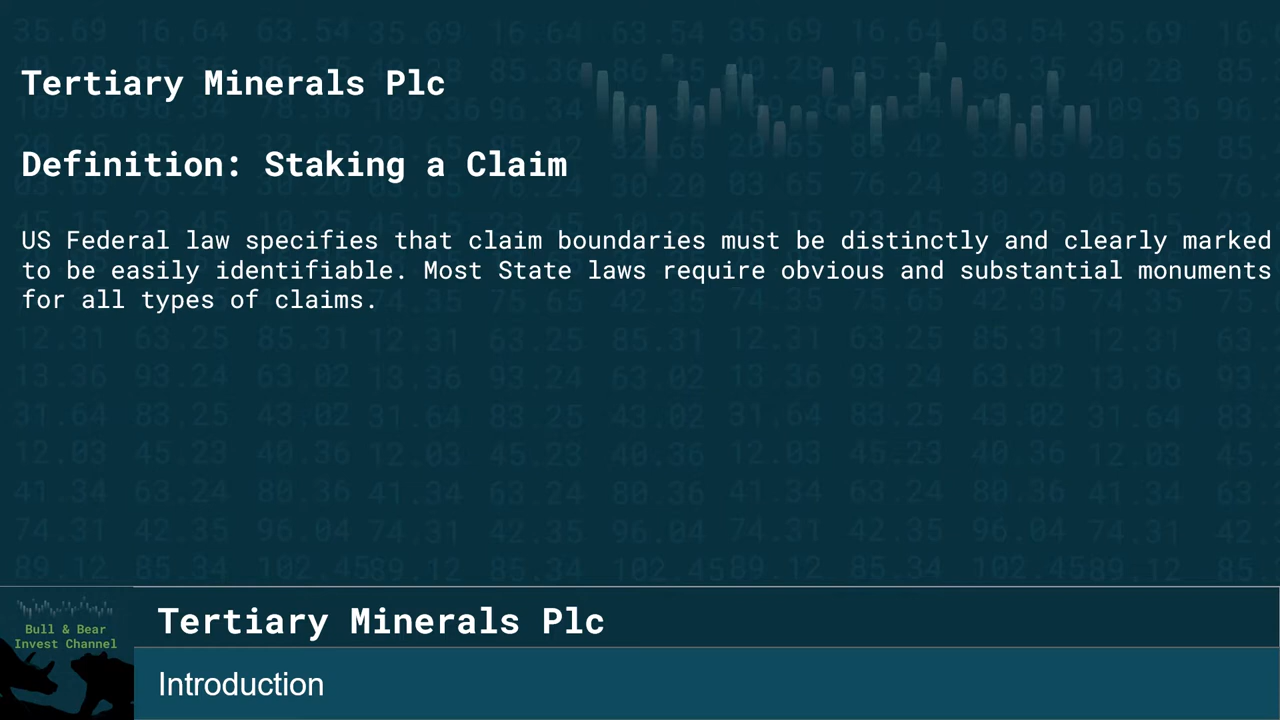 Tertiary Minerals Plc
Definition: Staking a Claim
US Federal law specifies that claim boundaries must be distinctly and clearly marked
to be easily identifiable. Most State laws require obvious and substantial monuments
for all types of claims.
Bull & Bear
Invest Channel
Tertiary Minerals Plc
Introduction